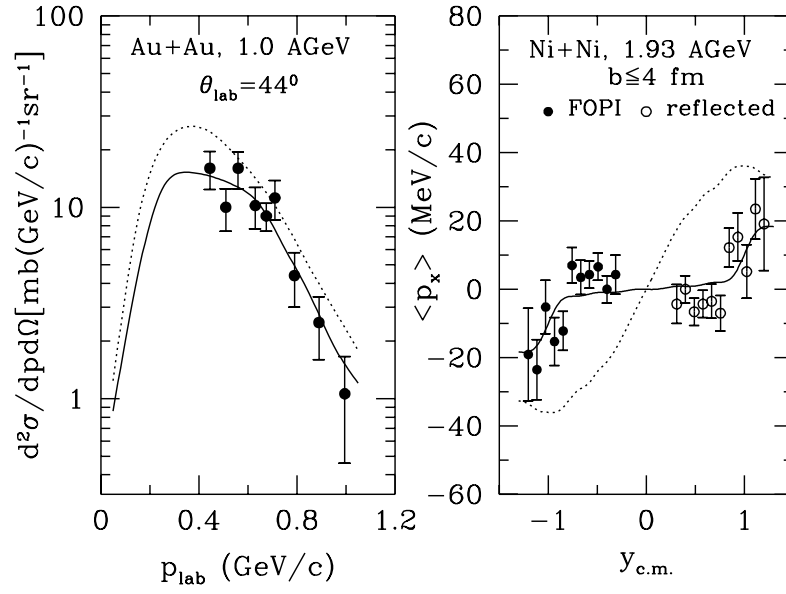 Au+Au, 1.0 AGeV
θlab=44⁰
100
10
1
d²σ/dpdΩ[mb(GeV/c)⁻¹sr⁻¹]
0 0.4 0.8 1.2
plab (GeV/c)
Ni+Ni, 1.93 AGeV
b≦4 fm
● FOPI ○ reflected
80
60
40
20
0
−20
−40
−60
<px> (MeV/c)
−1 0 1
yc.m.